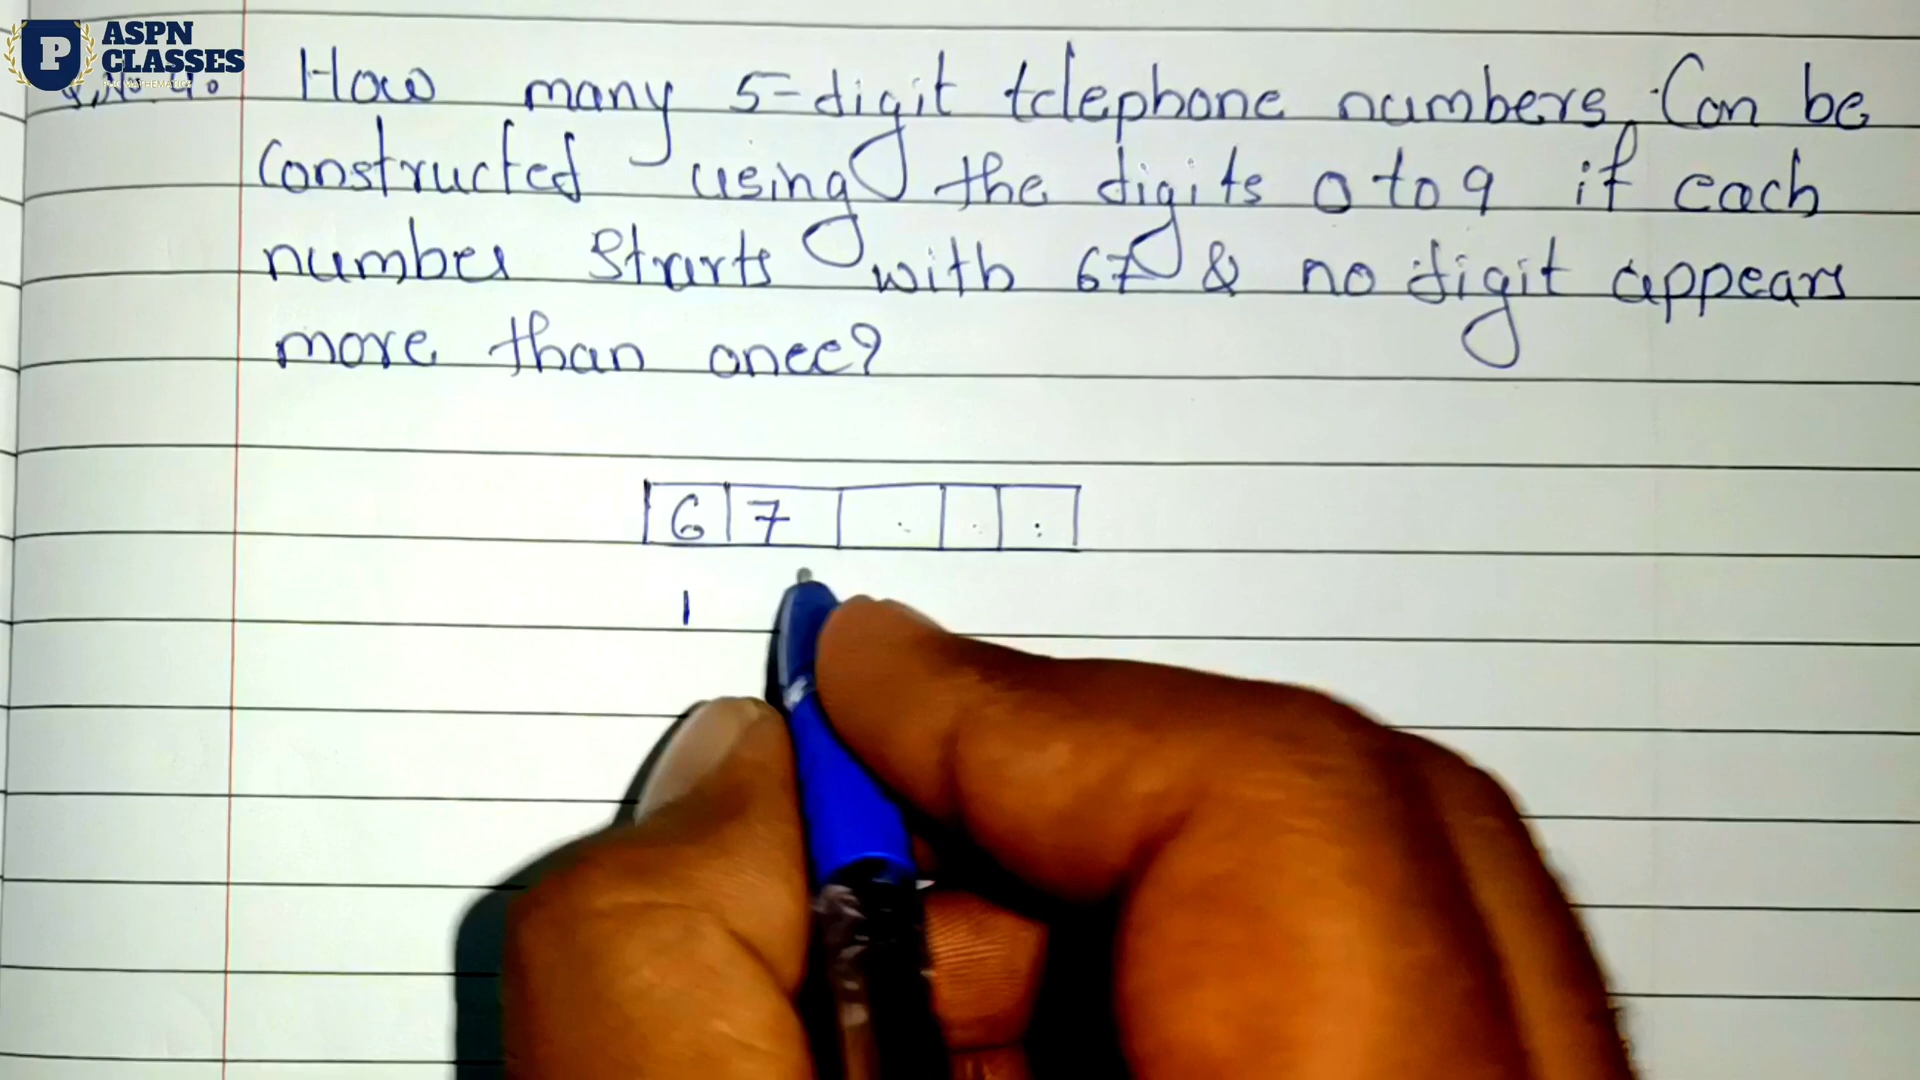 ASPN
CLASSES
P
How many 5-digit telephone numbers Can be
constructed using the digits 0 to 9 if each
number Starts with 67 & no digit appears
more than once?
6 7
1